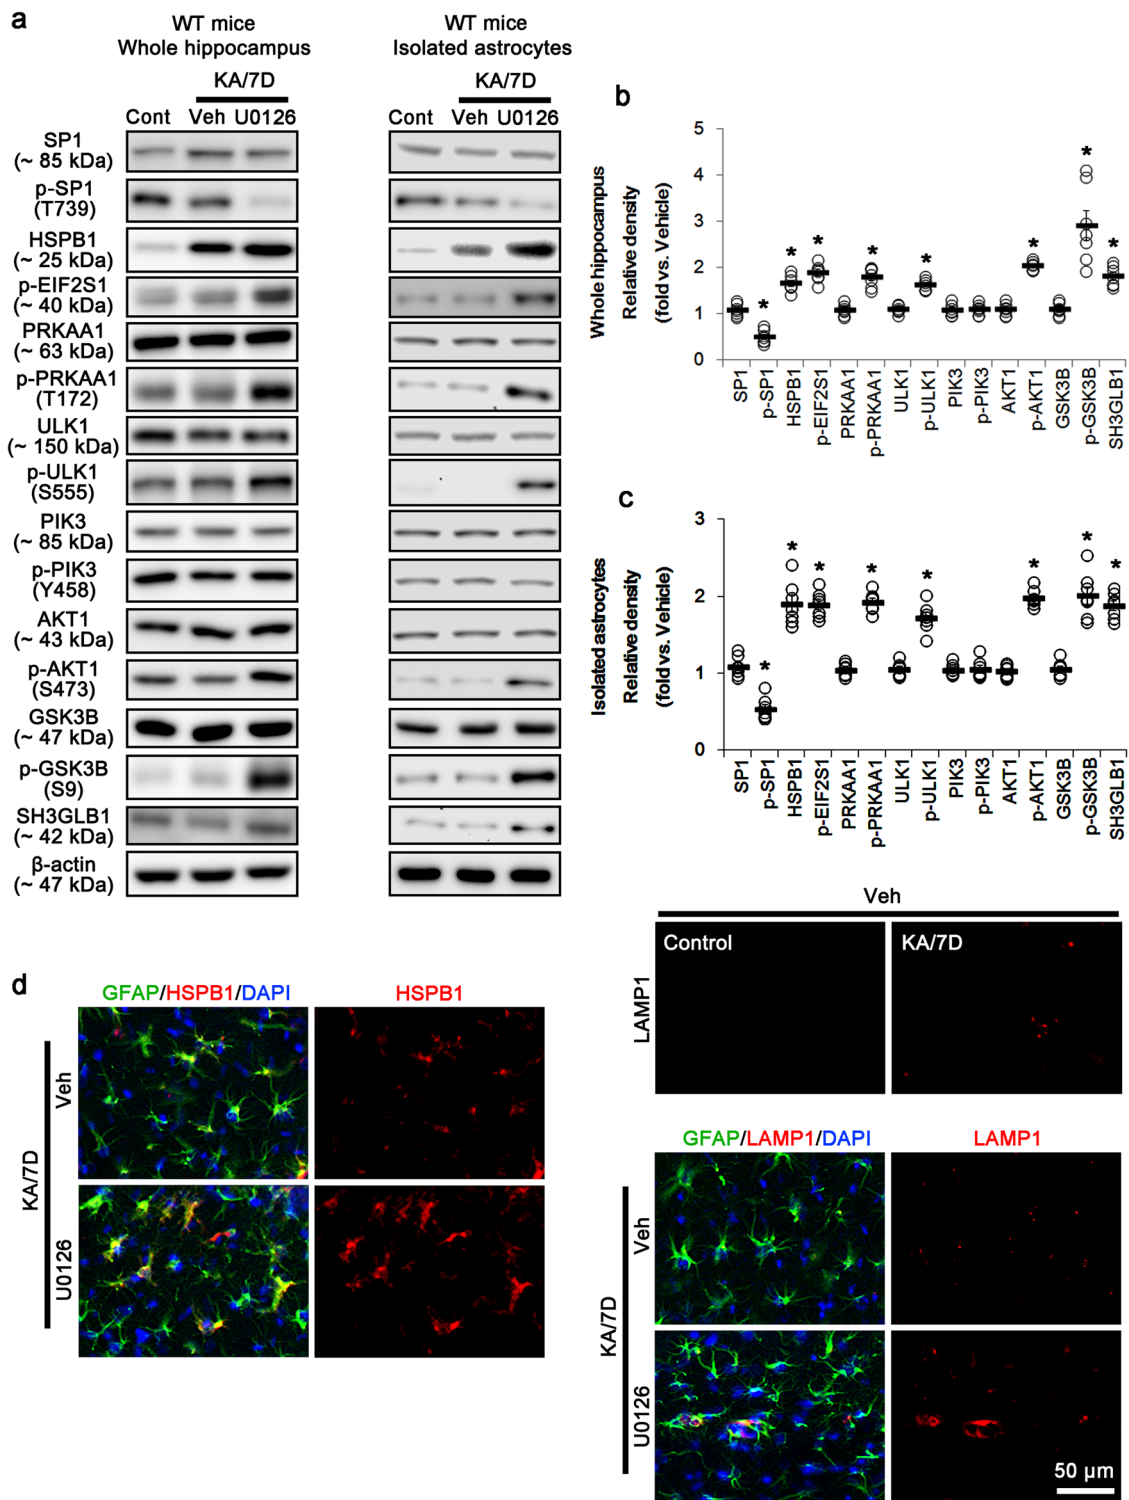 a
WT mice
Whole hippocampus
KA/7D
Cont Veh U0126
WT mice
Isolated astrocytes
KA/7D
Cont Veh U0126
SP1
(~ 85 kDa)
p-SP1
(T739)
HSPB1
(~ 25 kDa)
p-EIF2S1
(~ 40 kDa)
PRKAA1
(~ 63 kDa)
p-PRKAA1
(T172)
ULK1
(~ 150 kDa)
p-ULK1
(S555)
PIK3
(~ 85 kDa)
p-PIK3
(Y458)
AKT1
(~ 43 kDa)
p-AKT1
(S473)
GSK3B
(~ 47 kDa)
p-GSK3B
(S9)
SH3GLB1
(~ 42 kDa)
β-actin
(~ 47 kDa)
b
Whole hippocampus
Relative density
(fold vs. Vehicle)
5
4
3
2
1
0
* * * * * * * *
SP1
p-SP1
HSPB1
p-EIF2S1
PRKAA1
p-PRKAA1
ULK1
p-ULK1
PIK3
p-PIK3
AKT1
p-AKT1
GSK3B
p-GSK3B
SH3GLB1
c
Isolated astrocytes
Relative density
(fold vs. Vehicle)
3
2
1
0
* * * * * * * *
SP1
p-SP1
HSPB1
p-EIF2S1
PRKAA1
p-PRKAA1
ULK1
p-ULK1
PIK3
p-PIK3
AKT1
p-AKT1
GSK3B
p-GSK3B
SH3GLB1
d
GFAP/HSPB1/DAPI
HSPB1
KA/7D
Veh
U0126
Veh
Control
KA/7D
LAMP1
GFAP/LAMP1/DAPI
LAMP1
KA/7D
Veh
U0126
50 µm